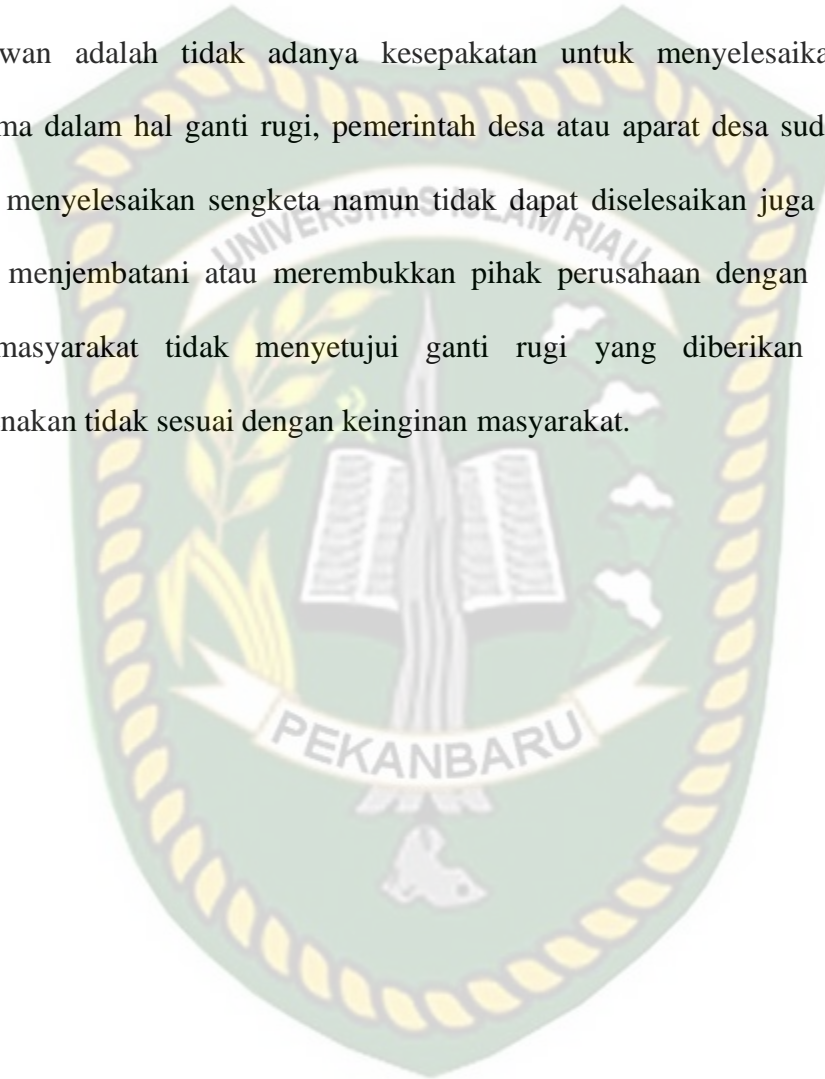 wan adalah tidak adanya kesepakatan untuk menyelesaika
ma dalam hal ganti rugi, pemerintah desa atau aparat desa sud
menyelesaikan sengketa namun tidak dapat diselesaikan juga
menjembatani atau merembukkan pihak perusahaan dengan
masyarakat tidak menyetujui ganti rugi yang diberikan
nakan tidak sesuai dengan keinginan masyarakat.
UNIVERSITAS ISLAM RIAU
PEKANBARU